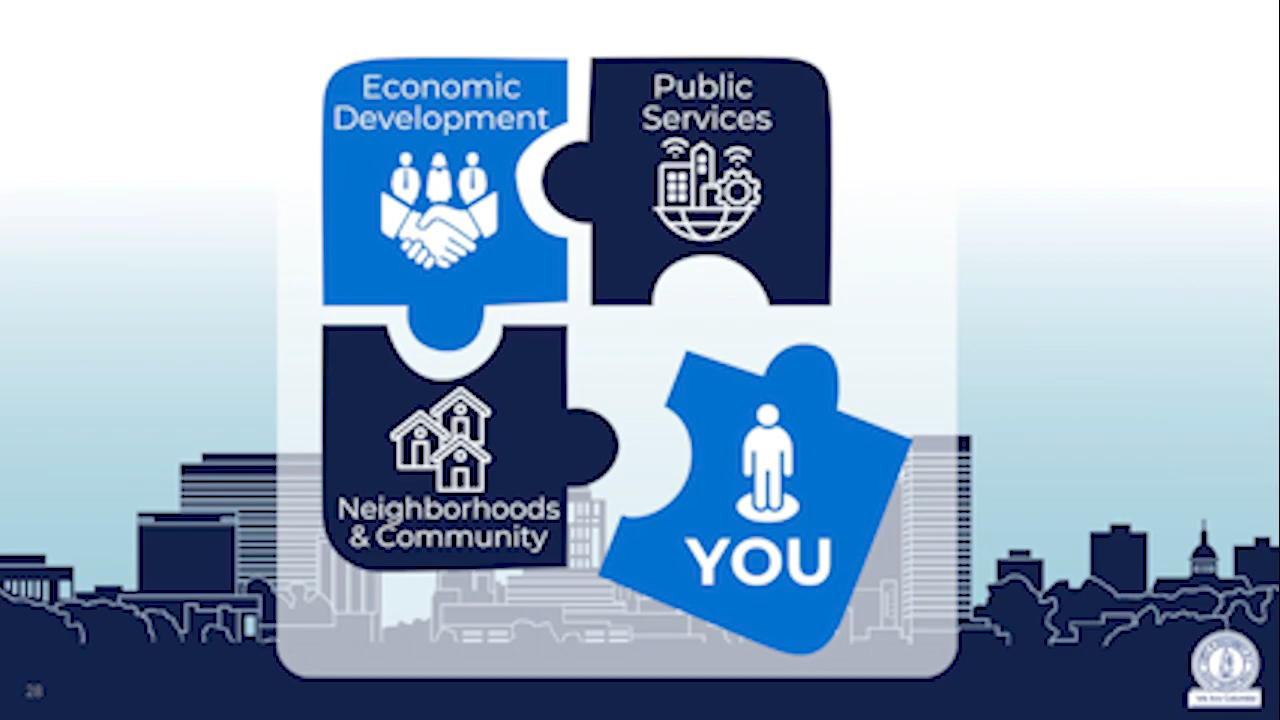 Economic
Development
Public
Services
Neighborhoods
& Community
YOU
28